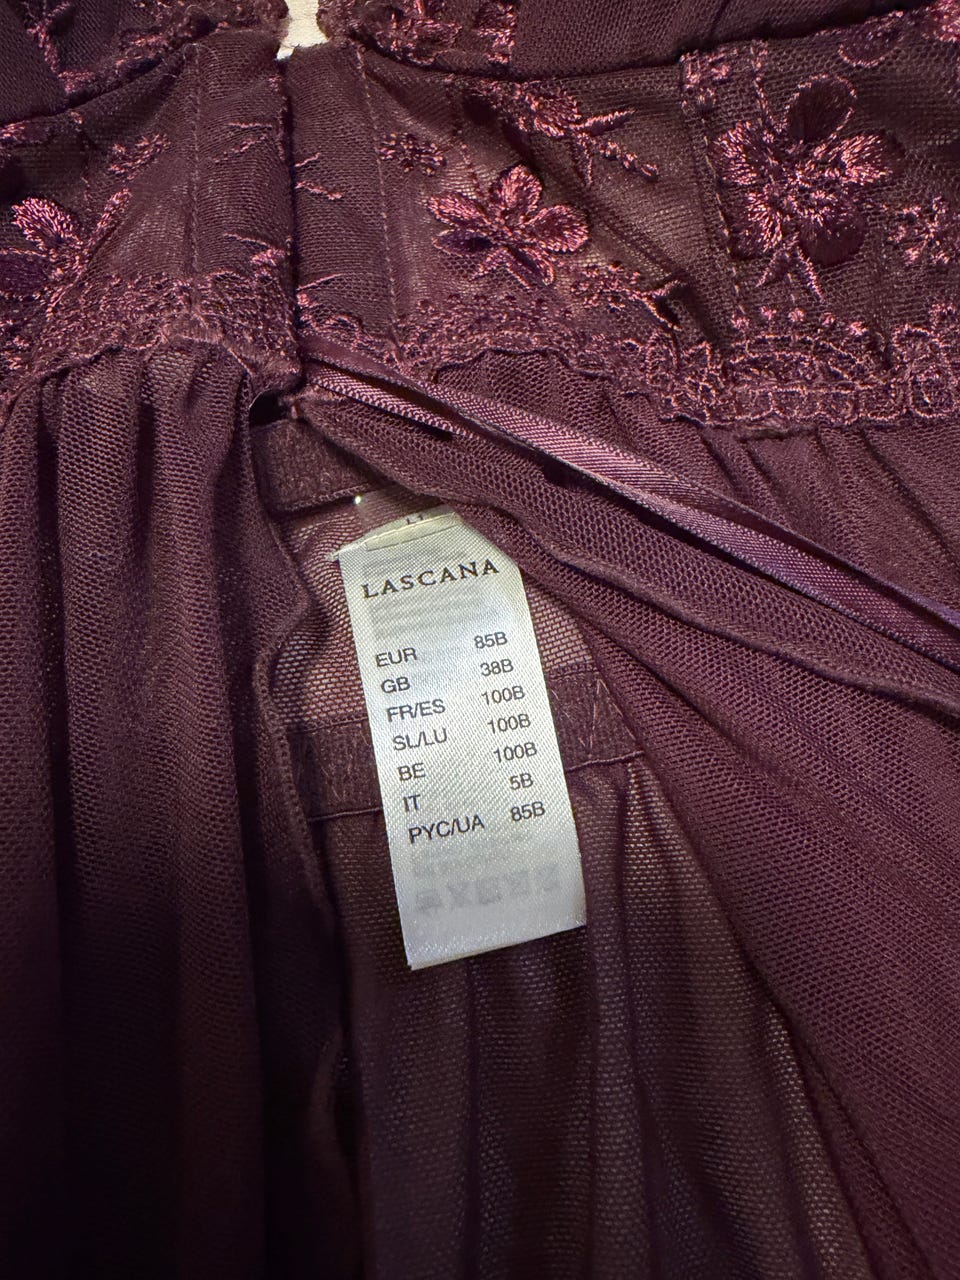 LASCANA
EUR 85B
GB 38B
FR/ES 100B
SL/LU 100B
BE 100B
IT 5B
PYC/UA 85B